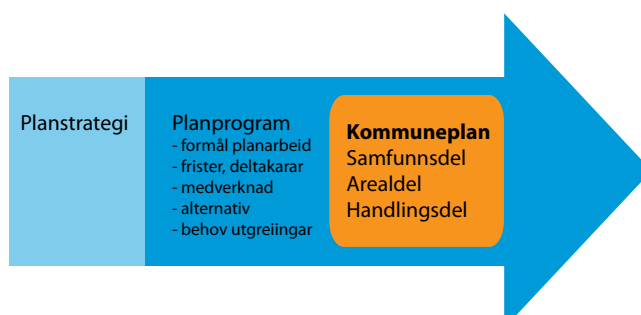 Planstrategi
Planprogram
- formål planarbeid
- frister, deltakarar
- medverknad
- alternativ
- behov utgreiingar
Kommuneplan
Samfunnsdel
Arealdel
Handlingsdel